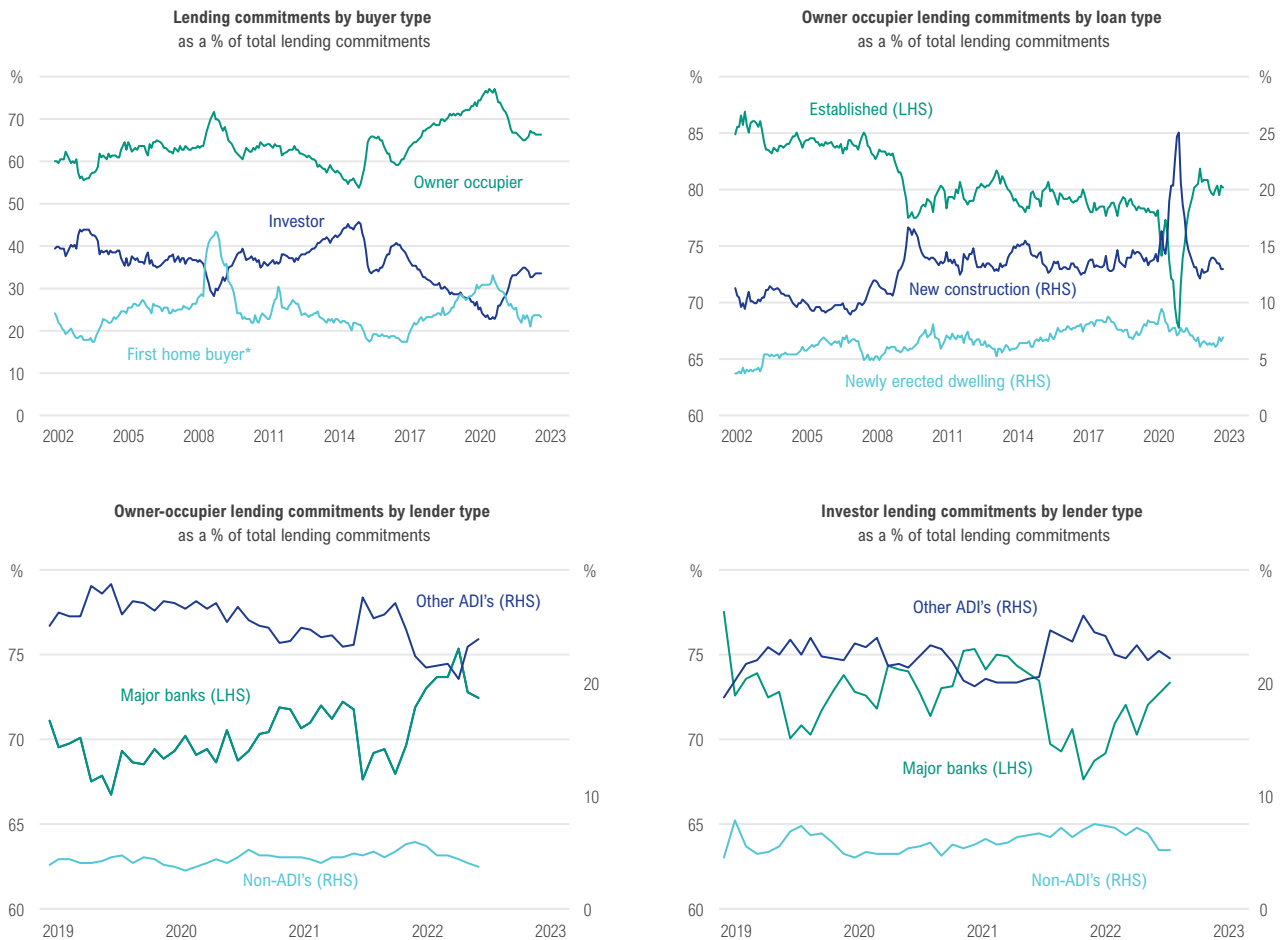 Lending commitments by buyer type
as a % of total lending commitments
%
70
60
50
40
30
20
10
0
Owner occupier
Investor
First home buyer*
2002 2005 2008 2011 2014 2017 2020 2023
Owner occupier lending commitments by loan type
as a % of total lending commitments
% %
85 25
80 20
75 15
70 10
65 5
60 0
Established (LHS)
New construction (RHS)
Newly erected dwelling (RHS)
2002 2005 2008 2011 2014 2017 2020 2023
Owner-occupier lending commitments by lender type
as a % of total lending commitments
% %
75
20
70
10
65
60 0
Other ADI's (RHS)
Major banks (LHS)
Non-ADI's (RHS)
2019 2020 2021 2022 2023
Investor lending commitments by lender type
as a % of total lending commitments
% %
75
20
70
10
65
60 0
Other ADI's (RHS)
Major banks (LHS)
Non-ADI's (RHS)
2019 2020 2021 2022 2023